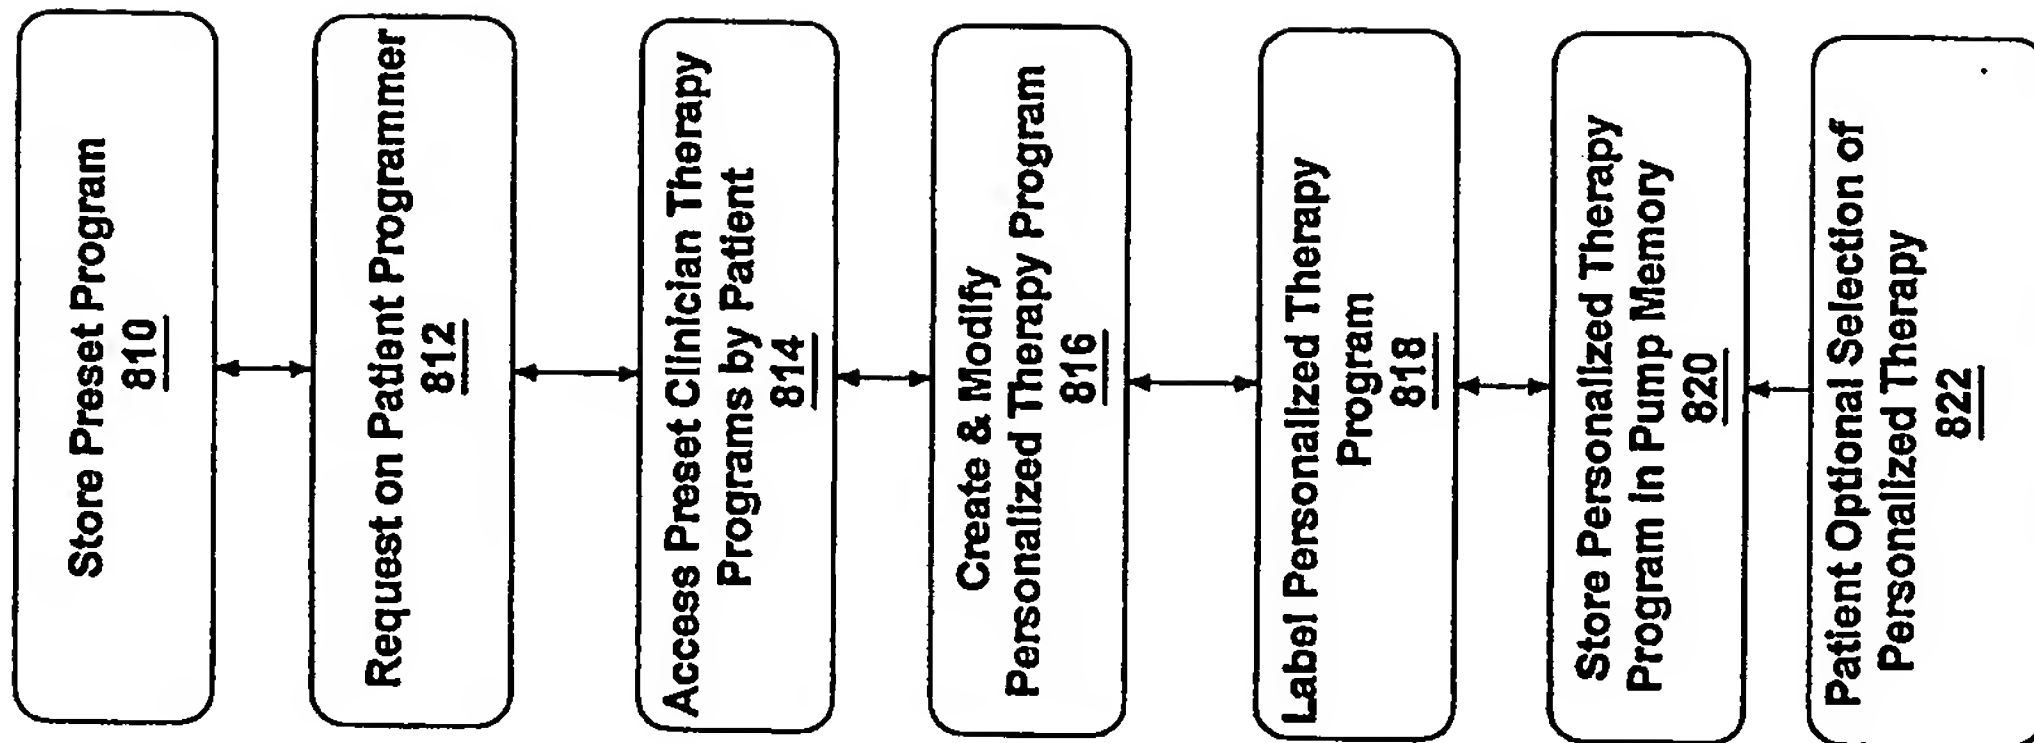 Store Preset Program
810
Request on Patient Programmer
812
Access Preset Clinician Therapy
Programs by Patient
814
Create & Modify
Personalized Therapy Program
816
Label Personalized Therapy
Program
818
Store Personalized Therapy
Program in Pump Memory
820
Patient Optional Selection of
Personalized Therapy
822